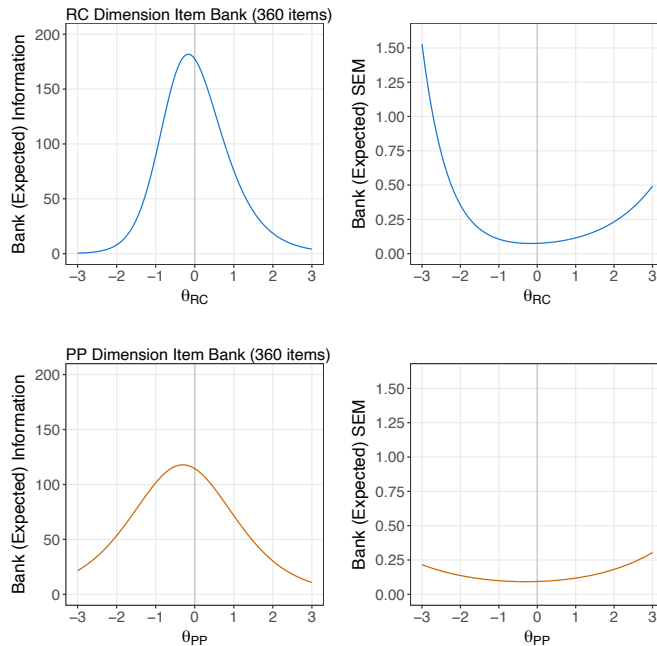 RC Dimension Item Bank (360 items)
Bank (Expected) Information
200
150
100
50
0
−3 −2 −1 0 1 2 3
θRC
Bank (Expected) SEM
1.50
1.25
1.00
0.75
0.50
0.25
0.00
−3 −2 −1 0 1 2 3
θRC
PP Dimension Item Bank (360 items)
Bank (Expected) Information
200
150
100
50
0
−3 −2 −1 0 1 2 3
θPP
Bank (Expected) SEM
1.50
1.25
1.00
0.75
0.50
0.25
0.00
−3 −2 −1 0 1 2 3
θPP